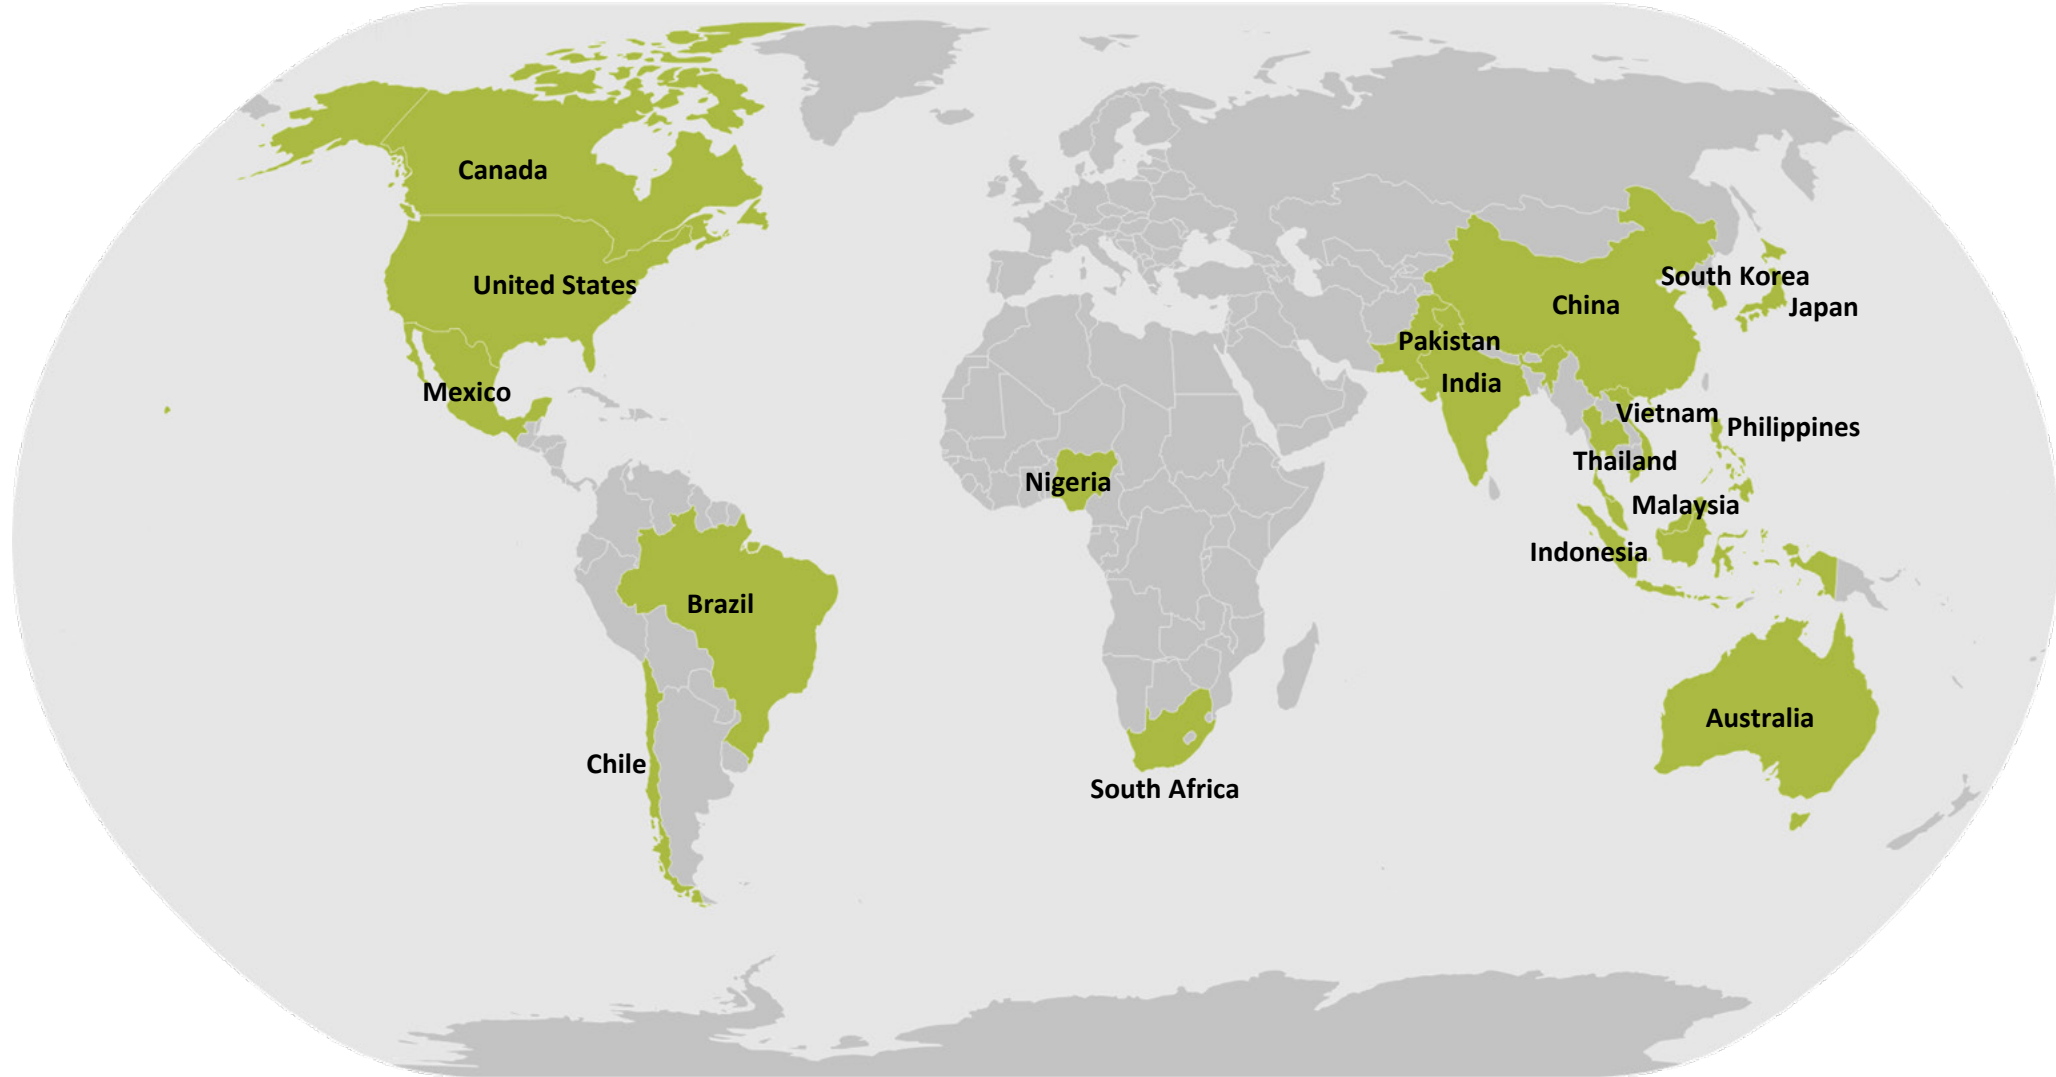 Canada
United States
Mexico
Brazil
Chile
Nigeria
South Africa
South Korea
China
Japan
Pakistan
India
Vietnam
Philippines
Thailand
Malaysia
Indonesia
Australia